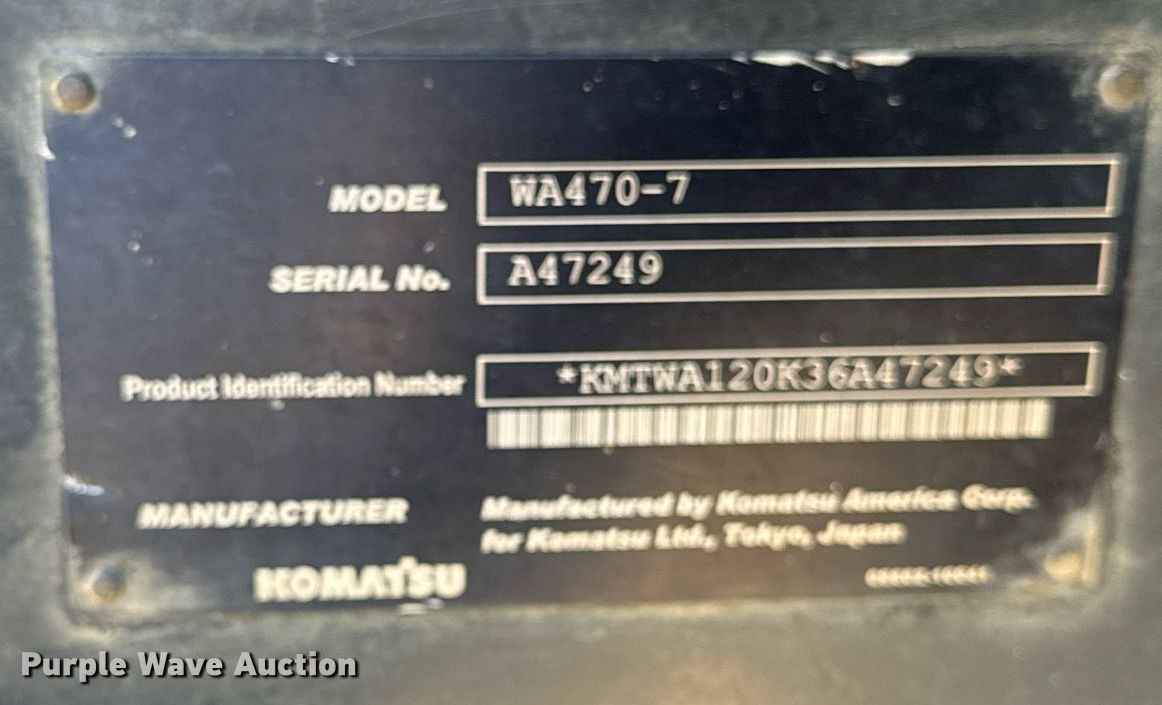 MODEL WA470-7
SERIAL No. A47249
Product Identification Number *KMTWA120K36A47249*
MANUFACTURER Manufactured by Komatsu America Corp.
for Komatsu Ltd., Tokyo, Japan
KOMATSU
Purple Wave Auction